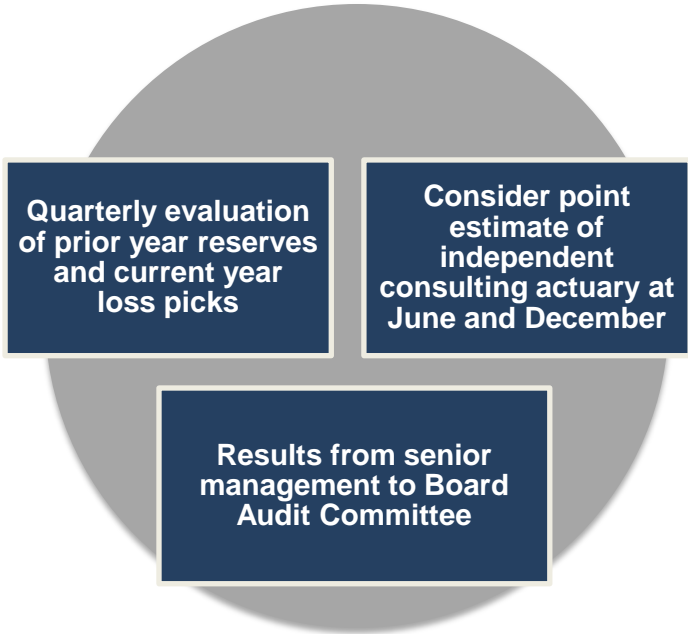 Quarterly evaluation
of prior year reserves
and current year
loss picks
Consider point
estimate of
independent
consulting actuary at
June and December
Results from senior
management to Board
Audit Committee